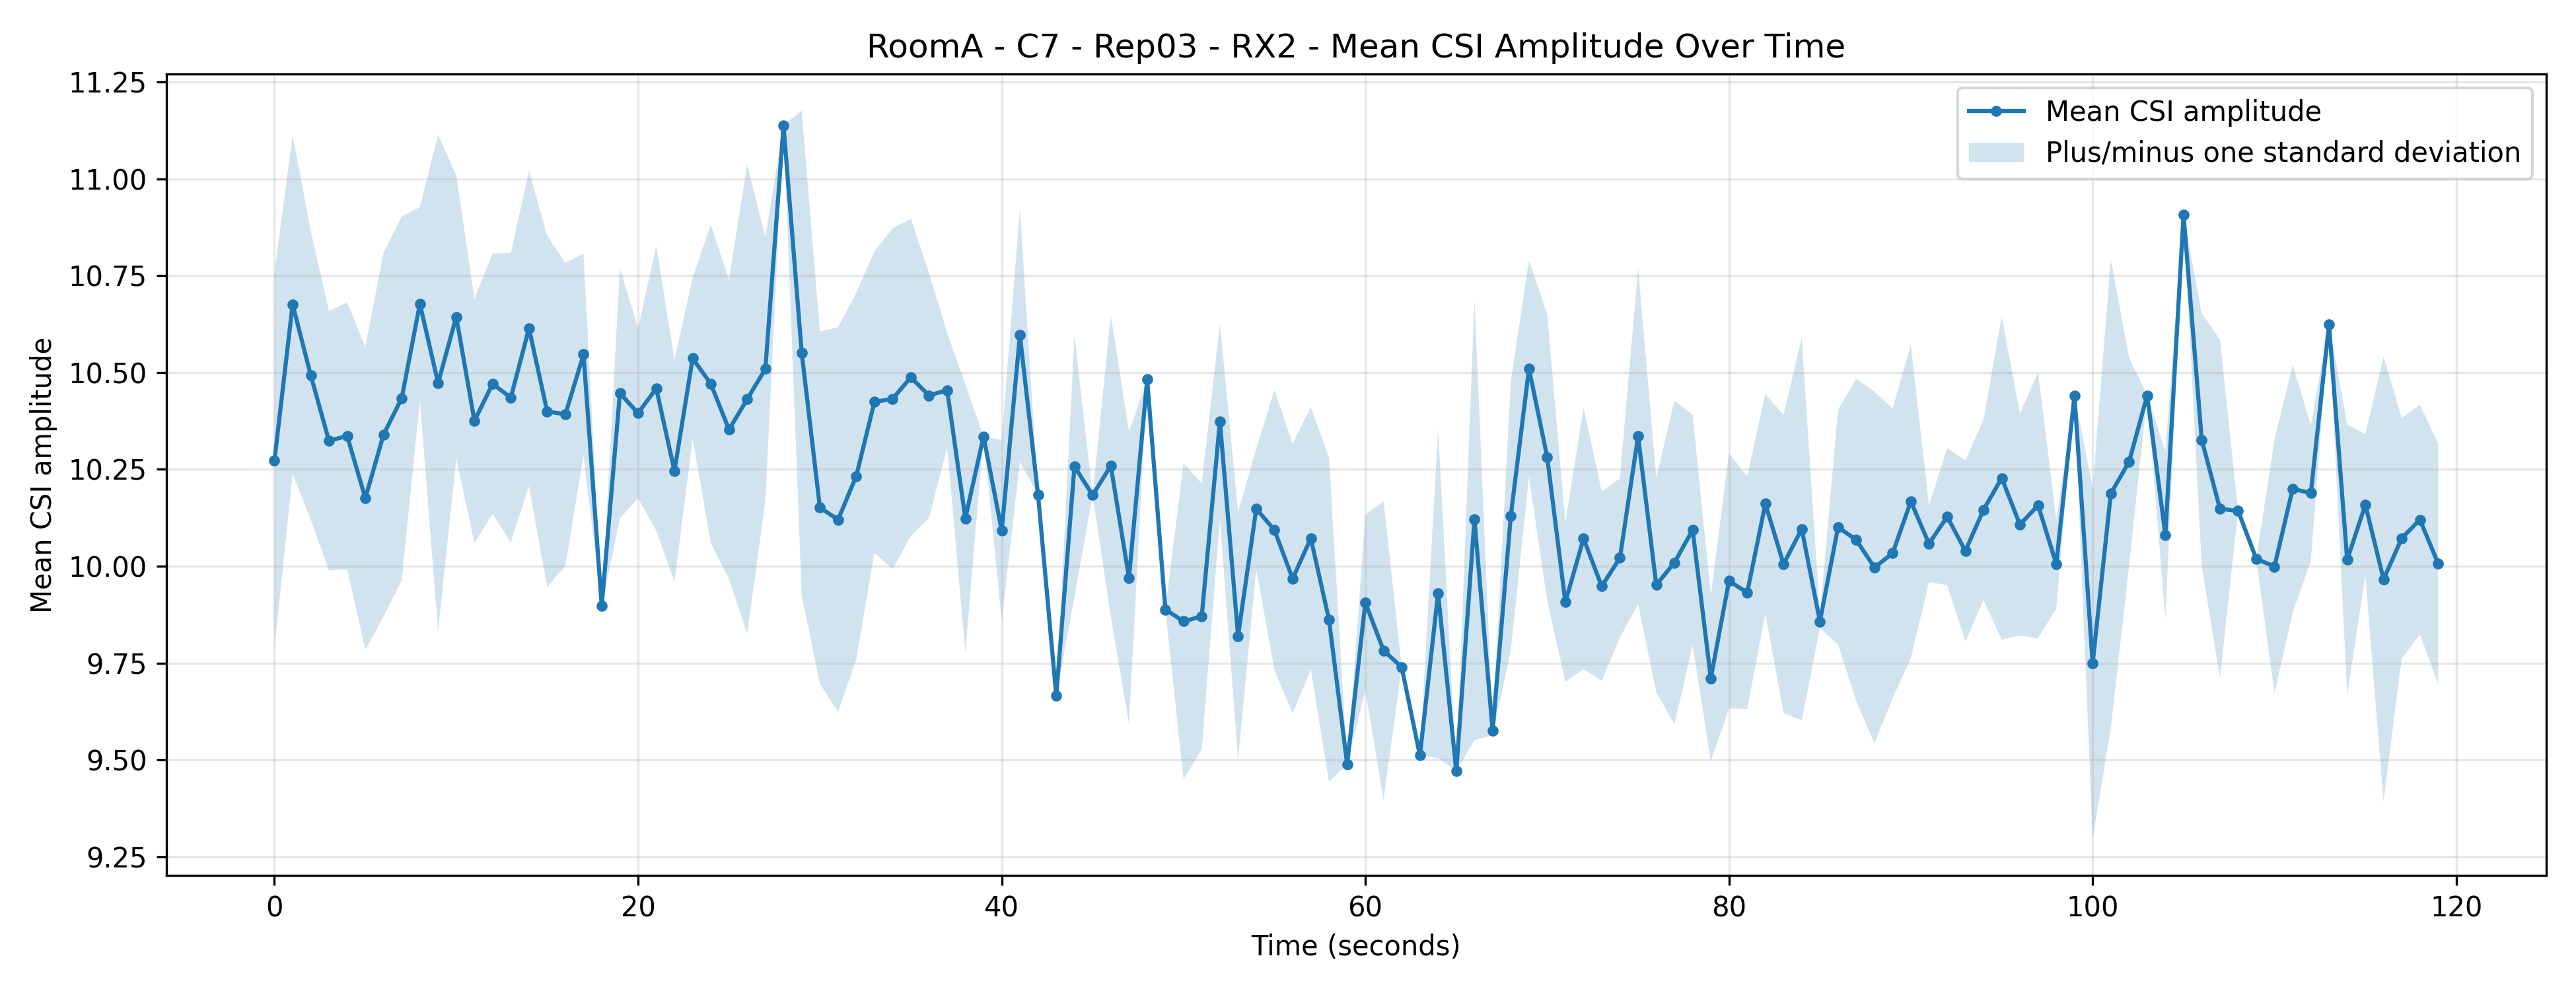 RoomA - C7 - Rep03 - RX2 - Mean CSI Amplitude Over Time
Mean CSI amplitude
Plus/minus one standard deviation
Mean CSI amplitude
11.25
11.00
10.75
10.50
10.25
10.00
9.75
9.50
9.25
0 20 40 60 80 100 120
Time (seconds)